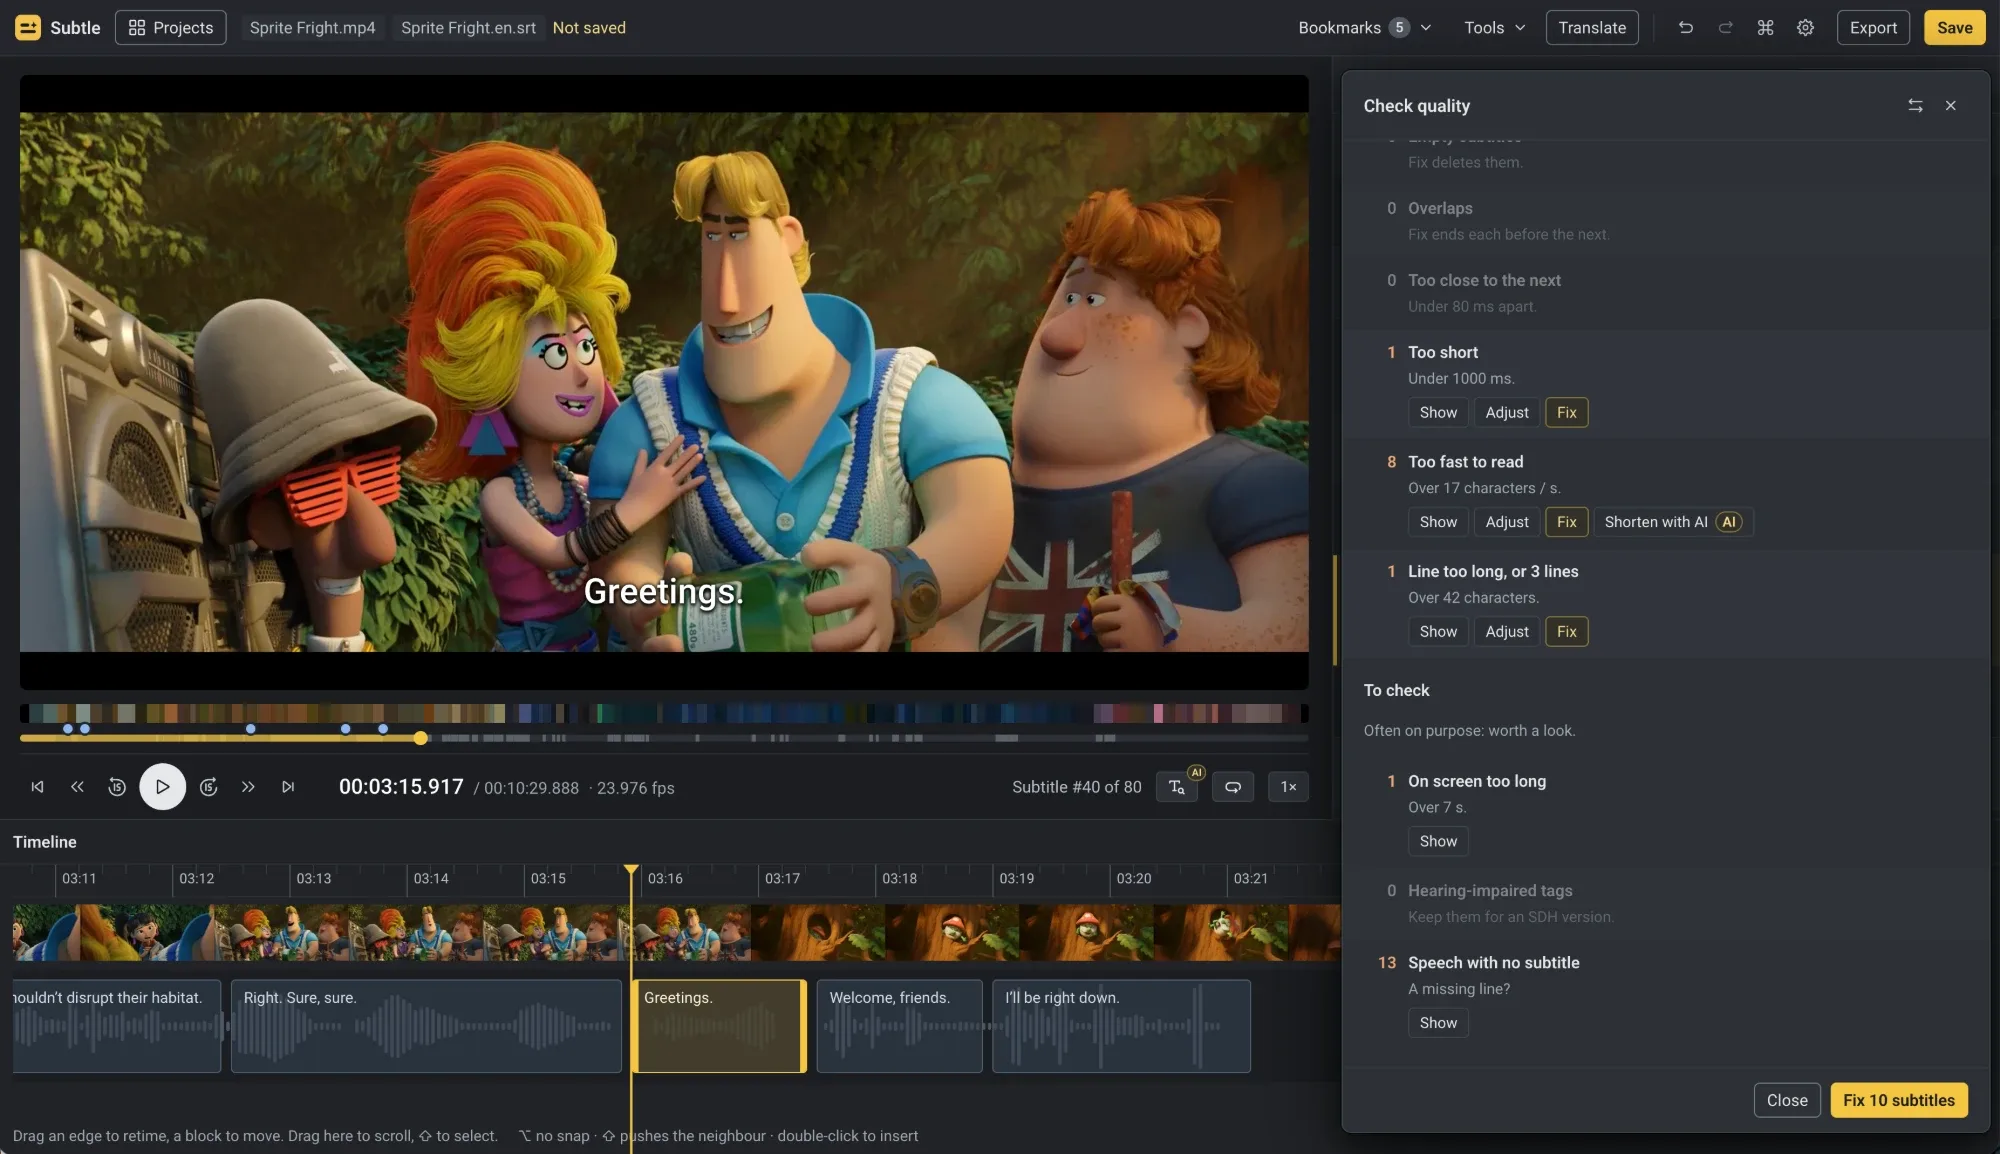 Subtle
Projects
Sprite Fright.mp4
Sprite Fright.en.srt
Not saved
Bookmarks 5
Tools
Translate
Export
Save
Greetings.
480g
15
15
00:03:15.917 / 00:10:29.888 · 23.976 fps
Subtitle #40 of 80
AI
1×
Timeline
03:11
03:12
03:13
03:14
03:15
03:16
03:17
03:18
03:19
03:20
03:21
houldn't disrupt their habitat.
Right. Sure, sure.
Greetings.
Welcome, friends.
I'll be right down.
Drag an edge to retime, a block to move. Drag here to scroll, ⇧ to select. ⌥ no snap · ⇧ pushes the neighbour · double-click to insert
Check quality
Empty subtitles
Fix deletes them.
0 Overlaps
Fix ends each before the next.
0 Too close to the next
Under 80 ms apart.
1 Too short
Under 1000 ms.
Show Adjust Fix
8 Too fast to read
Over 17 characters / s.
Show Adjust Fix Shorten with AI AI
1 Line too long, or 3 lines
Over 42 characters.
Show Adjust Fix
To check
Often on purpose: worth a look.
1 On screen too long
Over 7 s.
Show
0 Hearing-impaired tags
Keep them for an SDH version.
13 Speech with no subtitle
A missing line?
Show
Close
Fix 10 subtitles